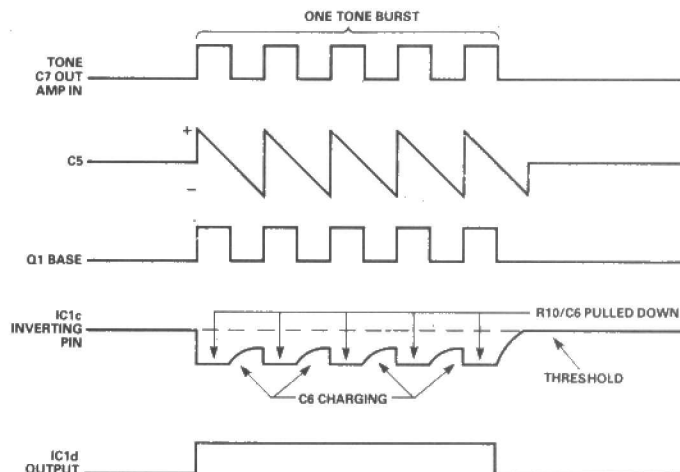 ONE TONE BURST
TONE
C7 OUT
AMP IN
+
C5
–
Q1 BASE
IC1c
INVERTING
PIN
R10/C6 PULLED DOWN
THRESHOLD
C6 CHARGING
IC1d
OUTPUT